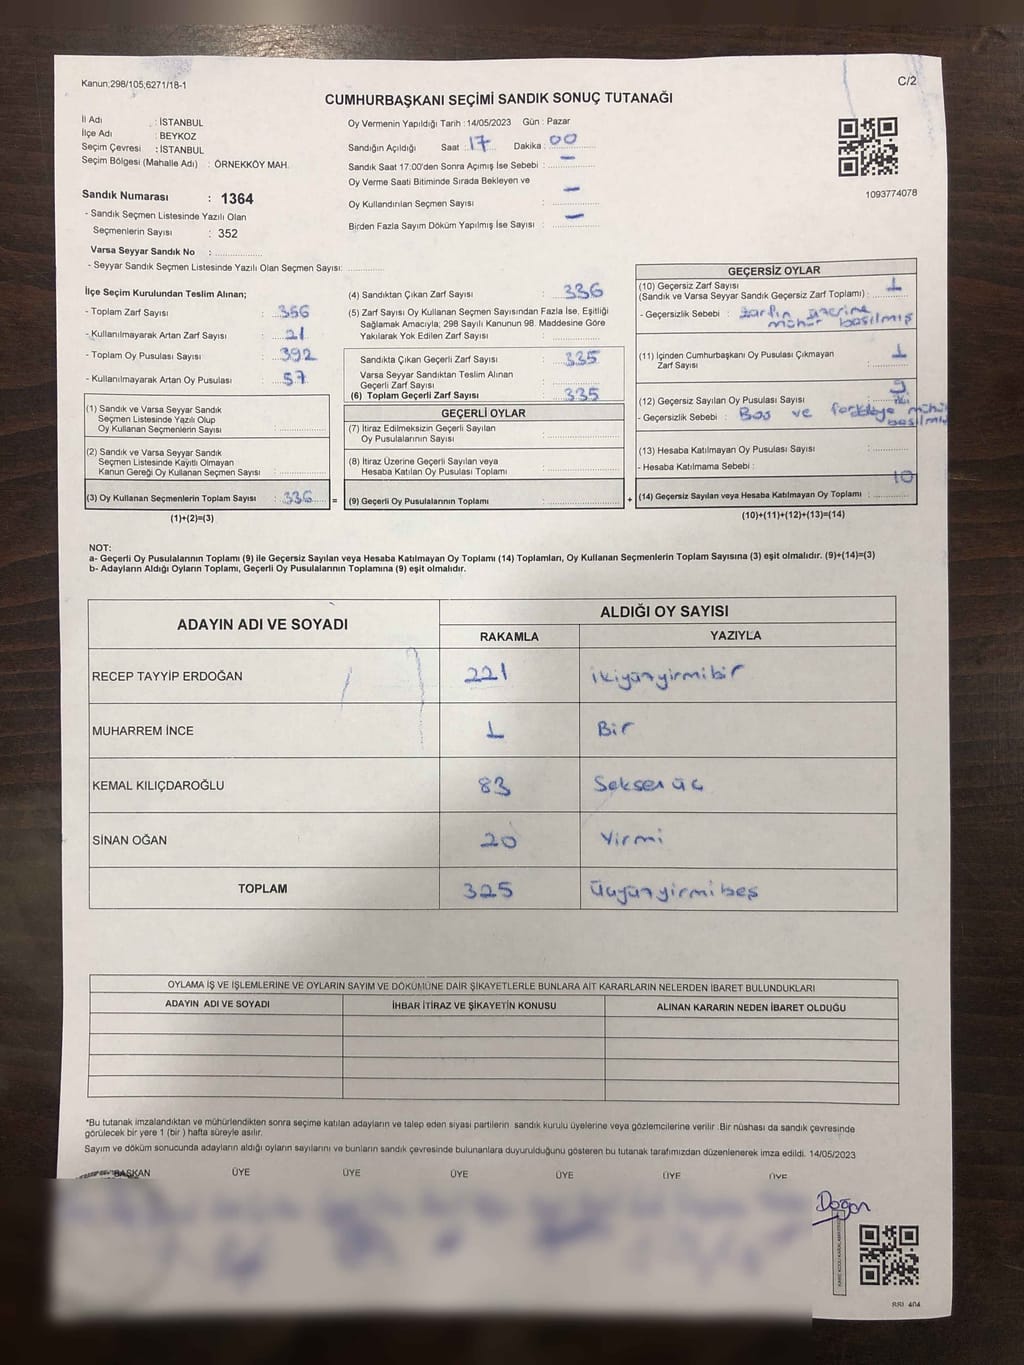 Kanun;298/105;6271/18-1
C/2
CUMHURBAŞKANI SEÇİMİ SANDIK SONUÇ TUTANAĞI
İl Adı : İSTANBUL
İlçe Adı : BEYKOZ
Seçim Çevresi : İSTANBUL
Seçim Bölgesi (Mahalle Adı) : ÖRNEKKÖY MAH.
Sandık Numarası : 1364
- Sandık Seçmen Listesinde Yazılı Olan
Seçmenlerin Sayısı : 352
Varsa Seyyar Sandık No :
- Seyyar Sandık Seçmen Listesinde Yazılı Olan Seçmen Sayısı:
Oy Vermenin Yapıldığı Tarih : 14/05/2023 Gün : Pazar
Sandığın Açıldığı Saat : 17 Dakika : 00
Sandık Saat 17:00'den Sonra Açımış İse Sebebi : -
Oy Verme Saati Bitiminde Sırada Bekleyen ve
Oy Kullandırılan Seçmen Sayısı : -
Birden Fazla Sayım Döküm Yapılmış İse Sayısı : -
1093774078
İlçe Seçim Kurulundan Teslim Alınan;
- Toplam Zarf Sayısı : 356
- Kullanılmayarak Artan Zarf Sayısı : 21
- Toplam Oy Pusulası Sayısı : 392
- Kullanılmayarak Artan Oy Pusulası : 57
(1) Sandık ve Varsa Seyyar Sandık
Seçmen Listesinde Yazılı Olup
Oy Kullanan Seçmenlerin Sayısı :
(2) Sandık ve Varsa Seyyar Sandık
Seçmen Listesinde Kayıtlı Olmayan
Kanun Gereği Oy Kullanan Seçmen Sayısı :
(3) Oy Kullanan Seçmenlerin Toplam Sayısı : 336 =
(1)+(2)=(3)
(4) Sandıktan Çıkan Zarf Sayısı : 336
(5) Zarf Sayısı Oy Kullanan Seçmen Sayısından Fazla İse, Eşitliği
Sağlamak Amacıyla; 298 Sayılı Kanunun 98. Maddesine Göre
Yakılarak Yok Edilen Zarf Sayısı :
Sandıkta Çıkan Geçerli Zarf Sayısı : 335
Varsa Seyyar Sandıktan Teslim Alınan
Geçerli Zarf Sayısı :
(6) Toplam Geçerli Zarf Sayısı : 335
GEÇERLİ OYLAR
(7) İtiraz Edilmeksizin Geçerli Sayılan
Oy Pusulalarının Sayısı :
(8) İtiraz Üzerine Geçerli Sayılan veya
Hesaba Katılan Oy Pusulası Toplamı :
(9) Geçerli Oy Pusulalarının Toplamı : +
GEÇERSİZ OYLAR
(10) Geçersiz Zarf Sayısı
(Sandık ve Varsa Seyyar Sandık Geçersiz Zarf Toplamı) : 1
- Geçersizlik Sebebi : zarfın üzerine
mühür basılmış
(11) İçinden Cumhurbaşkanı Oy Pusulası Çıkmayan
Zarf Sayısı : 1
(12) Geçersiz Sayılan Oy Pusulası Sayısı :
- Geçersizlik Sebebi : Bos ve fazla mühür
basılmış
(13) Hesaba Katılmayan Oy Pusulası Sayısı :
- Hesaba Katılmama Sebebi :
(14) Geçersiz Sayılan veya Hesaba Katılmayan Oy Toplamı : 10
(10)+(11)+(12)+(13)=(14)
NOT:
a- Geçerli Oy Pusulalarının Toplamı (9) ile Geçersiz Sayılan veya Hesaba Katılmayan Oy Toplamı (14) Toplamları, Oy Kullanan Seçmenlerin Toplam Sayısına (3) eşit olmalıdır. (9)+(14)=(3)
b- Adayların Aldığı Oyların Toplamı, Geçerli Oy Pusulalarının Toplamına (9) eşit olmalıdır.
ADAYIN ADI VE SOYADI
ALDIĞI OY SAYISI
RAKAMLA YAZIYLA
RECEP TAYYİP ERDOĞAN 221 ikiyüzyirmibir
MUHARREM İNCE 1 Bir
KEMAL KILIÇDAROĞLU 83 Seksen üç
SİNAN OĞAN 20 Yirmi
TOPLAM 325 Üçyüzyirmibeş
OYLAMA İŞ VE İŞLEMLERİNE VE OYLARIN SAYIM VE DÖKÜMÜNE DAİR ŞİKAYETLERLE BUNLARA AİT KARARLARIN NELERDEN İBARET BULUNDUKLARI
ADAYIN ADI VE SOYADI İHBAR İTİRAZ VE ŞİKAYETİN KONUSU ALINAN KARARIN NEDEN İBARET OLDUĞU
*Bu tutanak imzalandıktan ve mühürlendikten sonra seçime katılan adayların ve talep eden siyasi partilerin sandık kurulu üyelerine veya gözlemcilerine verilir. Bir nüshası da sandık çevresinde
görülecek bir yere 1 (bir) hafta süreyle asılır.
Sayım ve döküm sonucunda adayların aldığı oyların sayılarını ve bunların sandık çevresinde bulunanlara duyurulduğunu gösteren bu tutanak tarafımızdan düzenlenerek imza edildi. 14/05/2023
BAŞKAN ÜYE ÜYE ÜYE ÜYE ÜYE ÜYE
Doğan